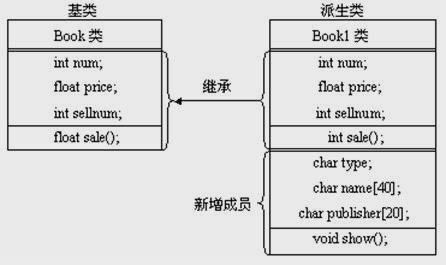 基类
Book 类
int num;
float price;
int sellnum;
float sale();
继承
派生类
Book1 类
int num;
float price;
int sellnum;
int sale();
新增成员
char type;
char name[40];
char publisher[20];
void show();